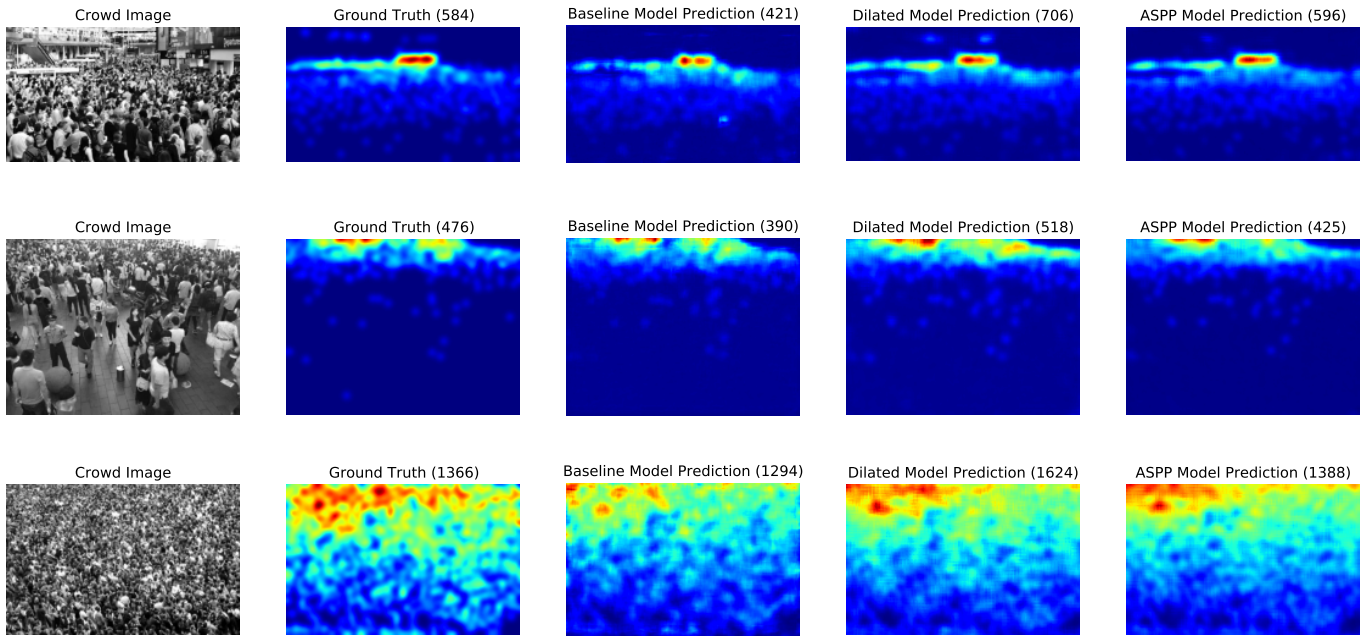 Crowd Image
Ground Truth (584)
Baseline Model Prediction (421)
Dilated Model Prediction (706)
ASPP Model Prediction (596)
Crowd Image
Ground Truth (476)
Baseline Model Prediction (390)
Dilated Model Prediction (518)
ASPP Model Prediction (425)
Crowd Image
Ground Truth (1366)
Baseline Model Prediction (1294)
Dilated Model Prediction (1624)
ASPP Model Prediction (1388)